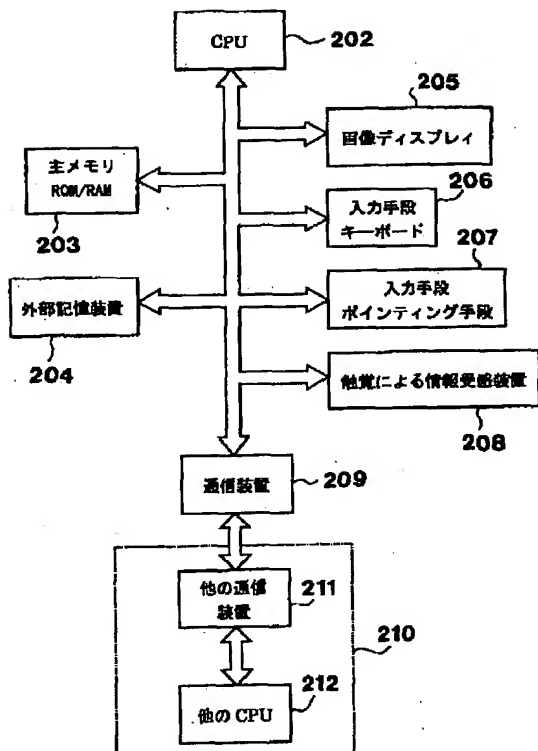 CPU
202
205
画像ディスプレイ
主メモリ
ROM/RAM
203
206
入力手段
キーボード
207
入力手段
ポインティング手段
外部記憶装置
204
触覚による情報受感装置
208
通信装置
209
他の通信
装置
211
210
212
他の CPU